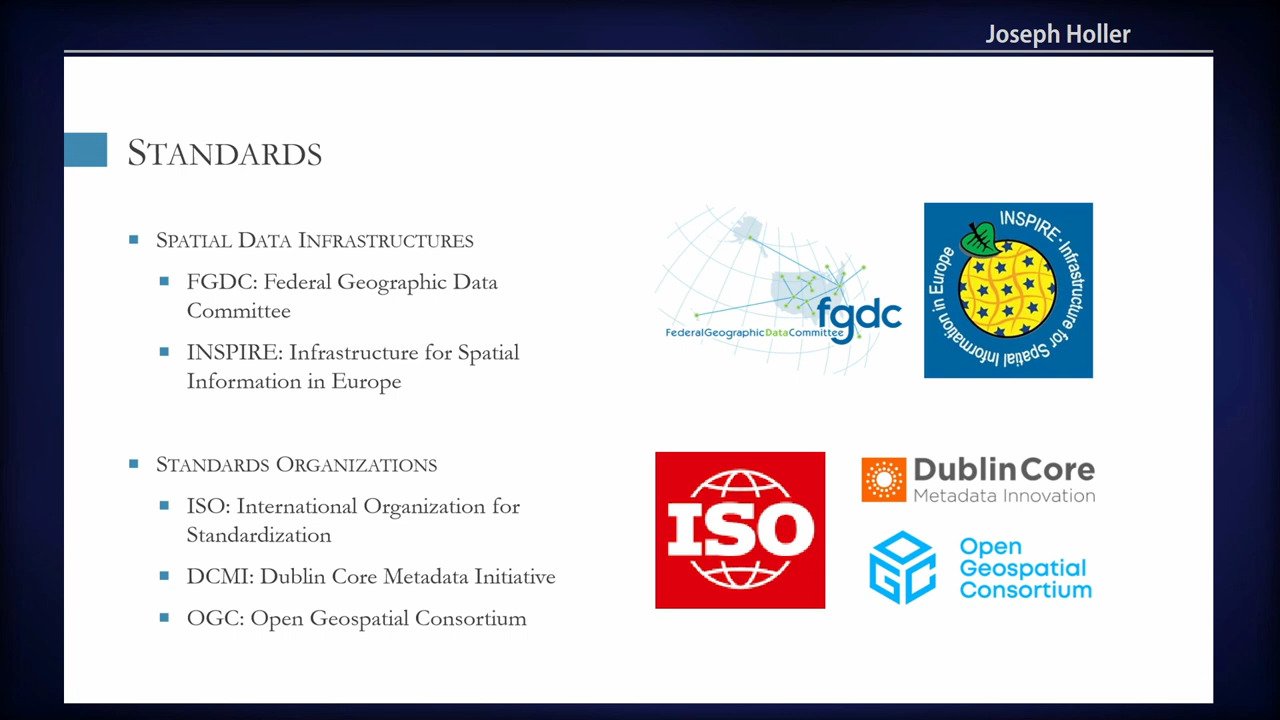 Joseph Holler
STANDARDS
SPATIAL DATA INFRASTRUCTURES
FGDC: Federal Geographic Data
Committee
INSPIRE: Infrastructure for Spatial
Information in Europe
fgdc
FederalGeographicDataCommittee
INSPIRE · Infrastructure for Spatial Information in Europe
STANDARDS ORGANIZATIONS
ISO: International Organization for
Standardization
DCMI: Dublin Core Metadata Initiative
OGC: Open Geospatial Consortium
ISO
DublinCore
Metadata Innovation
OGC
Open
Geospatial
Consortium